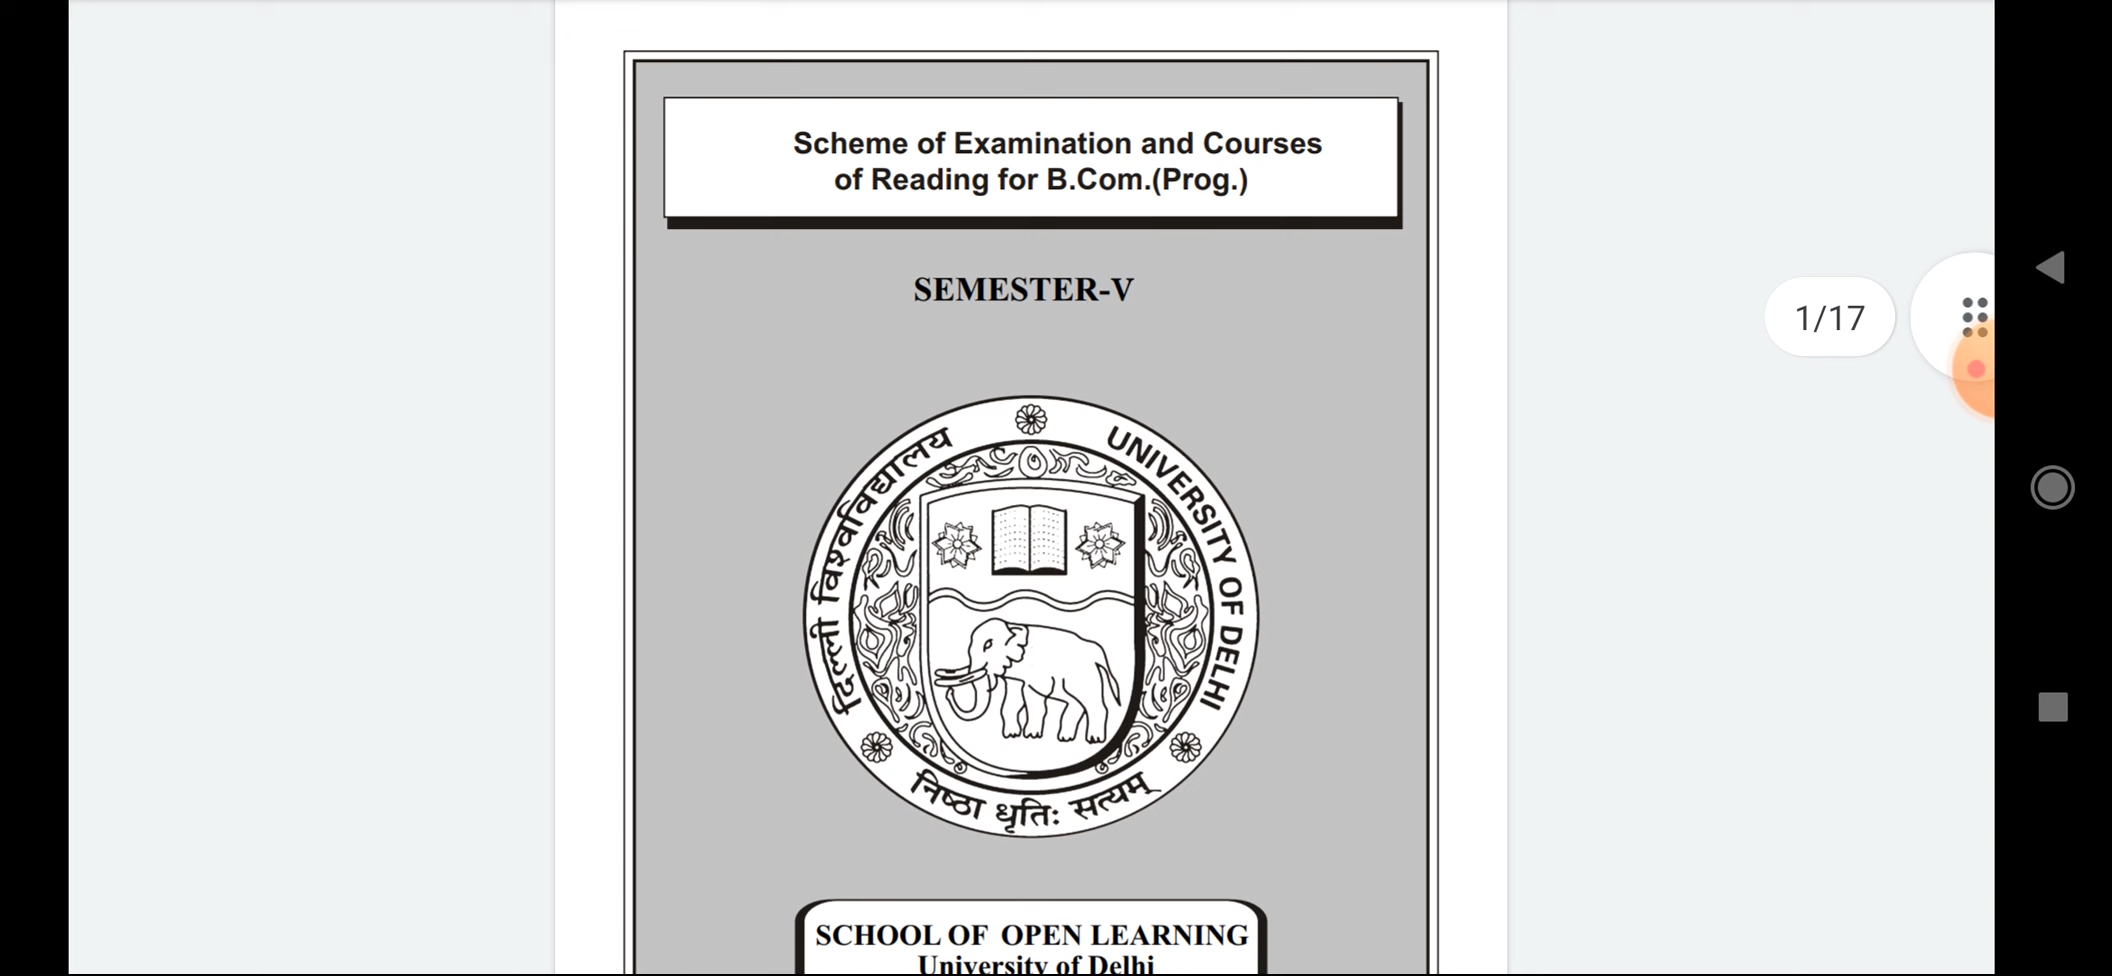 Scheme of Examination and Courses
of Reading for B.Com.(Prog.)
SEMESTER-V
1/17
दिल्ली विश्वविद्यालय
UNIVERSITY OF DELHI
निष्ठा धृतिः सत्यम्
SCHOOL OF OPEN LEARNING
University of Delhi